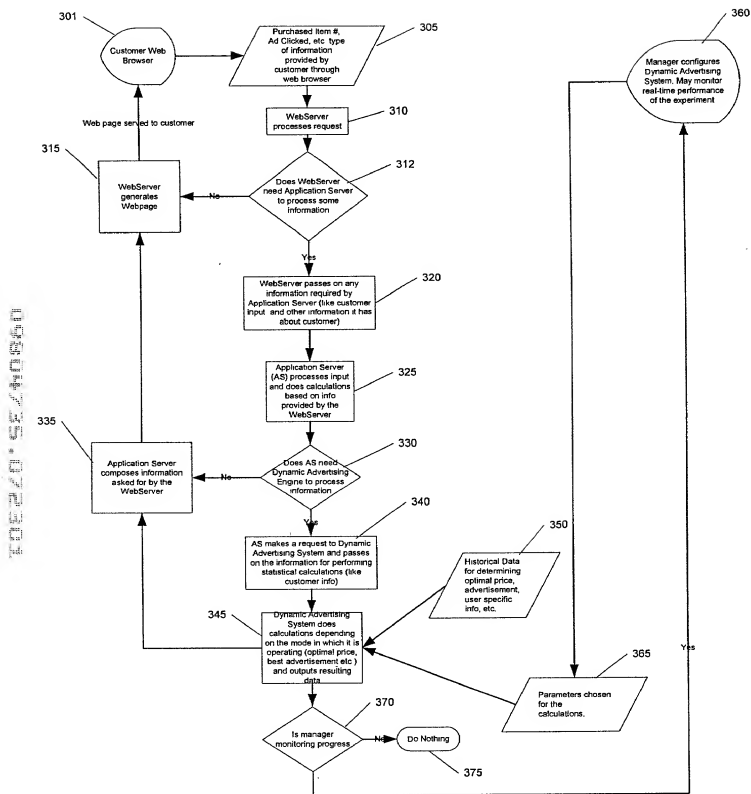 301
Customer Web
Browser
Purchased Item #,
Ad Clicked, etc type
of information
provided by
customer through
web browser
305
360
Manager configures
Dynamic Advertising
System. May monitor
real-time performance
of the experiment
310
WebServer
processes request
Web page served to customer
315
312
WebServer
generates
Webpage
No
Does WebServer
need Application Server
to process some
information
Yes
WebServer passes on any
information required by
Application Server (like customer
input and other information it has
about customer)
320
Application Server
(AS) processes input
and does calculations
based on info
provided by the
WebServer
325
335
330
Application Server
composes information
asked for by the
WebServer
No
Does AS need
Dynamic Advertising
Engine to process
information
Yes
340
AS makes a request to Dynamic
Advertising System and passes
on the information for performing
statistical calculations (like
customer info)
350
Historical Data
for determining
optimal price,
advertisement,
user specific
info, etc.
345
Dynamic Advertising
System does
calculations depending
on the mode in which it is
operating (optimal price,
best advertisement etc )
and outputs resulting
data
365
Yes
Parameters chosen
for the
calculations.
370
Is manager
monitoring progress
No
Do Nothing
375